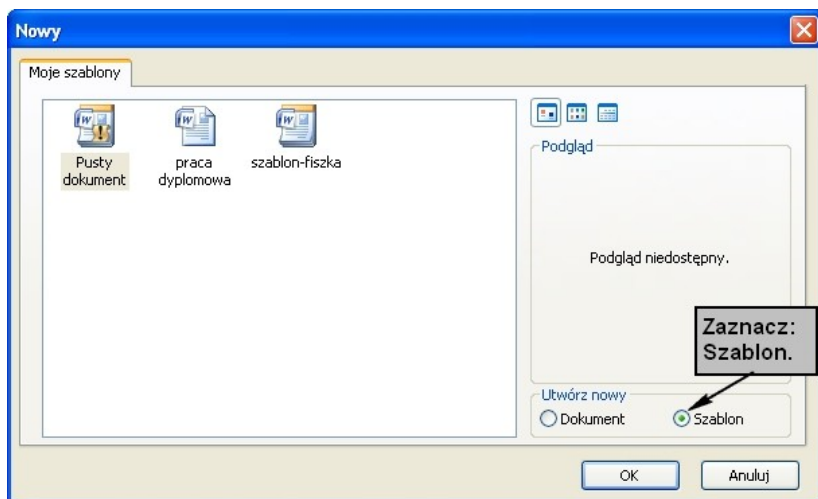 Nowy
Moje szablony
Pusty
dokument
praca
dyplomowa
szablon-fiszka
Podgląd
Podgląd niedostępny.
Zaznacz:
Szablon.
Utwórz nowy
Dokument
Szablon
OK
Anuluj